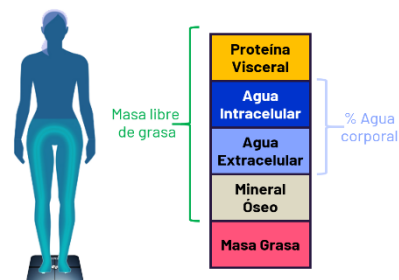 Masa libre
de grasa
Proteína
Visceral
Agua
Intracelular
Agua
Extracelular
Mineral
Óseo
Masa Grasa
% Agua
corporal